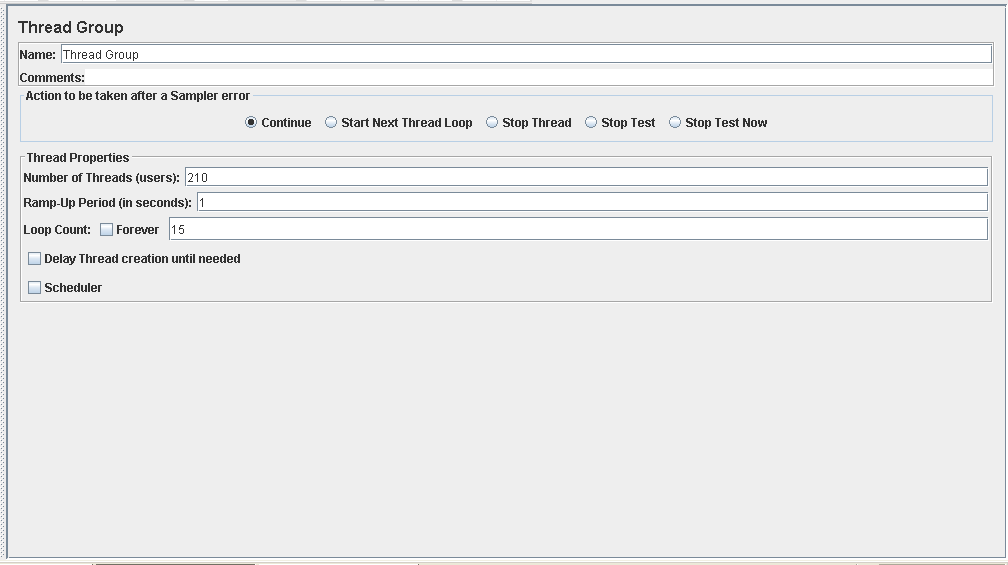 Thread Group
Name: Thread Group
Comments:
Action to be taken after a Sampler error
Continue Start Next Thread Loop Stop Thread Stop Test Stop Test Now
Thread Properties
Number of Threads (users): 210
Ramp-Up Period (in seconds): 1
Loop Count: Forever 15
Delay Thread creation until needed
Scheduler